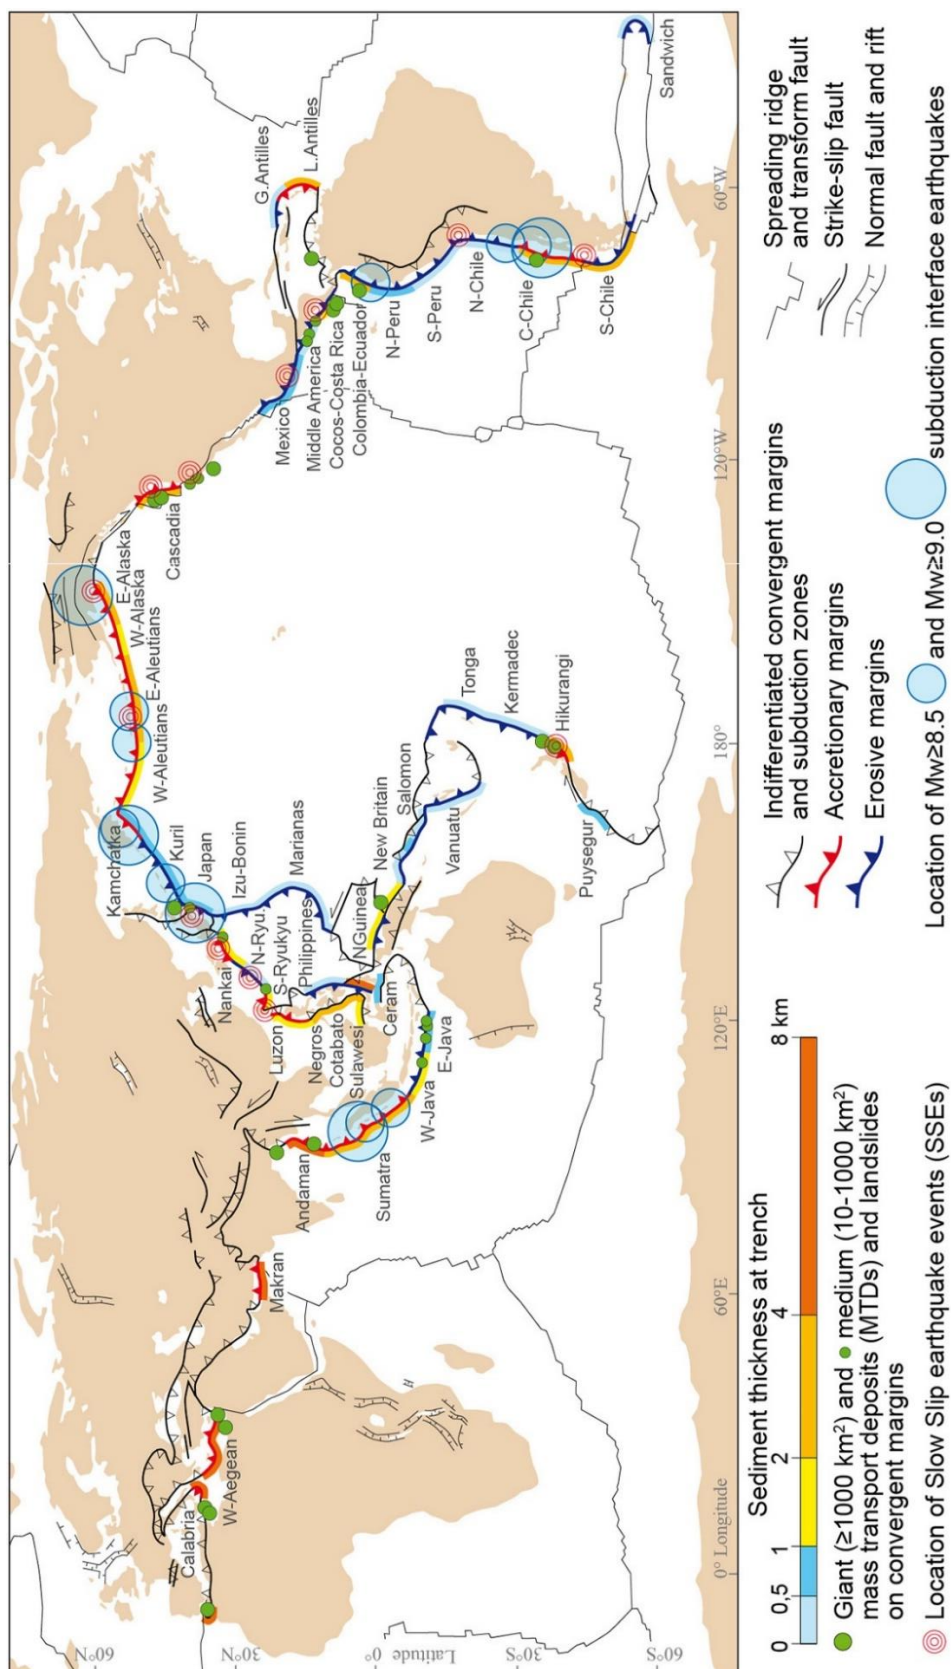 60°N
30°N
Latitude 0°
30°S
60°S
0° Longitude
60°E
120°E
180°
120°W
60°W
Calabria
W-Aegean
Makran
Andaman
Sumatra
W-Java
E-Java
Luzon
Negros
Cotabato
Sulawesi
Ceram
Nankai
N-Ryu.
S-Ryukyu
Philippines
NGuinea
Kamchatka
Kuril
Japan
Izu-Bonin
Marianas
New Britain
Salomon
Vanuatu
Puysegur
Tonga
Kermadec
Hikurangi
W-Aleutians
E-Aleutians
W-Alaska
E-Alaska
Cascadia
Mexico
Middle America
Cocos-Costa Rica
Colombia-Ecuador
G.Antilles
L.Antilles
N-Peru
S-Peru
N-Chile
C-Chile
S-Chile
Sandwich
Sediment thickness at trench
0 0,5 1 2 4 8 km
Giant (≥1000 km²) and medium (10-1000 km²)
mass transport deposits (MTDs) and landslides
on convergent margins
Location of Slow Slip earthquake events (SSEs)
Indifferentiated convergent margins
and subduction zones
Accretionary margins
Erosive margins
Spreading ridge
and transform fault
Strike-slip fault
Normal fault and rift
Location of Mw≥8.5 and Mw≥9.0 subduction interface earthquakes